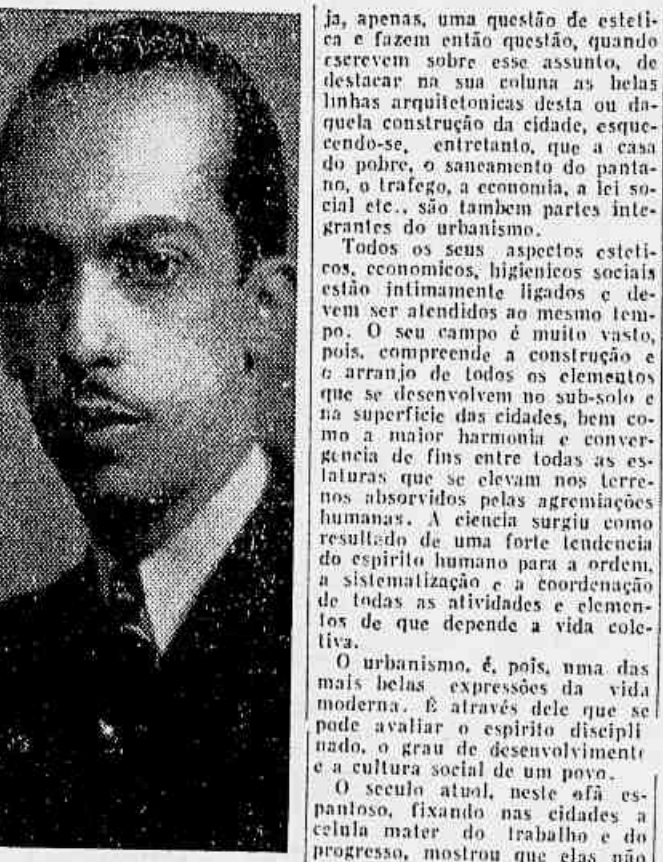 ja, apenas, uma questão de esteti-
ca e fazem então questão, quando
escrevem sobre esse assunto, de
destacar na sua coluna as belas
linhas arquitetonicas desta ou da-
quela construção da cidade, esque-
cendo-se, entretanto, que a casa
do pobre, o saneamento do panta-
no, o trafego, a economia, a lei so-
cial etc., são tambem partes inte-
grantes do urbanismo.
Todos os seus aspectos esteti-
cos, economicos, higienicos sociais
estão intimamente ligados e de-
vem ser atendidos ao mesmo tem-
po. O seu campo é muito vasto,
pois, compreende a construção e
o arranjo de todos os elementos
que se desenvolvem no sub-solo e
na superficie das cidades, bem co-
mo a maior harmonia e conver-
gencia de fins entre todas as es-
taturas que se elevam nos terre-
nos absorvidos pelas agremiações
humanas. A ciencia surgiu como
resultado de uma forte tendencia
do espirito humano para a ordem,
a sistematização e a coordenação
de todas as atividades e elemen-
tos de que depende a vida cole-
tiva.
O urbanismo, é, pois, uma das
mais belas expressões da vida
moderna. É através dele que se
pode avaliar o espirito discipli
nado, o grau de desenvolvimento
e a cultura social de um povo.
O seculo atual, neste afã es-
pantoso, fixando nas cidades a
celula mater do trabalho e do
progresso, mostrou que elas não